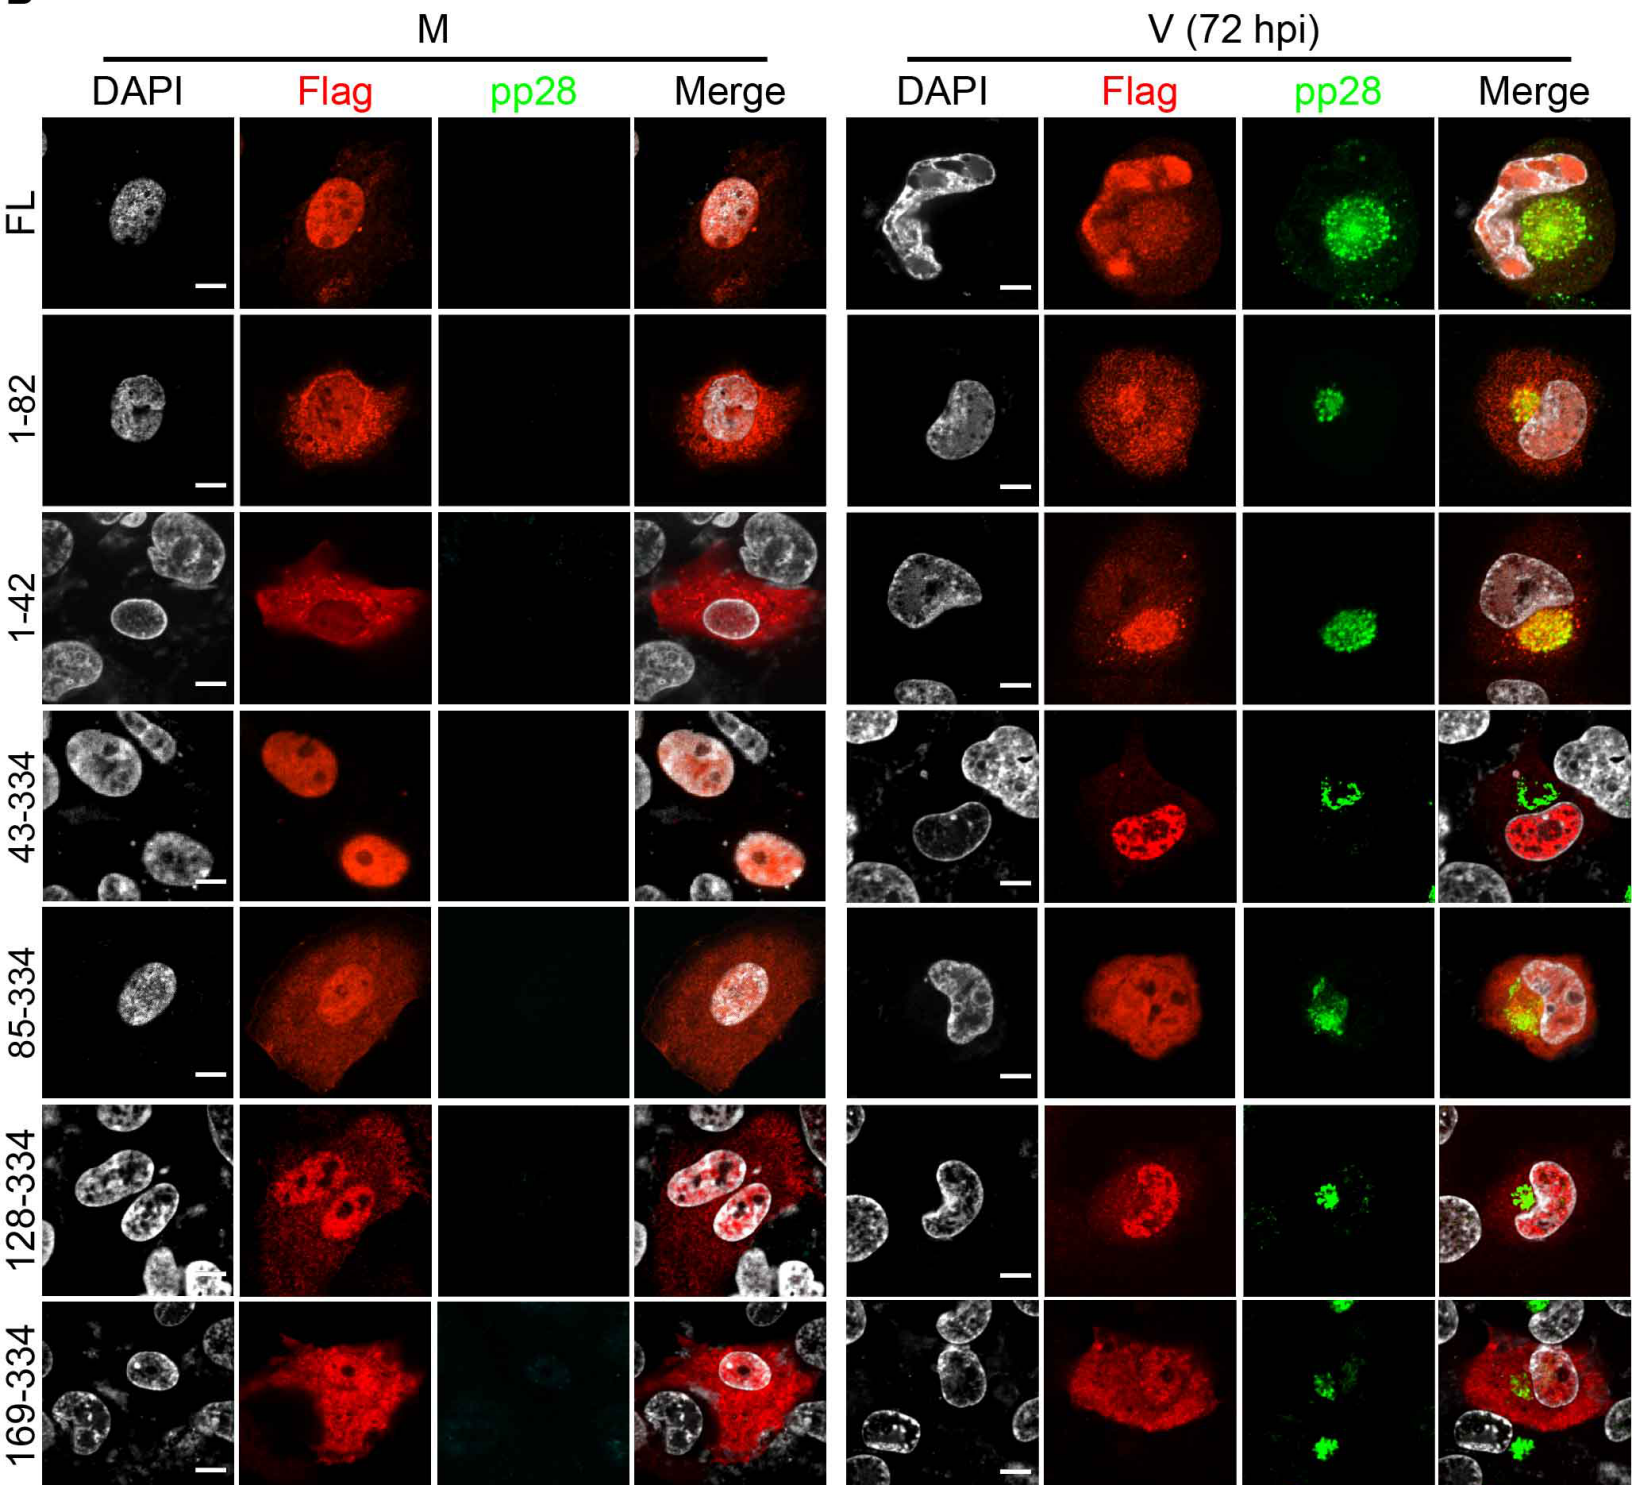 M V (72 hpi)
DAPI Flag pp28 Merge DAPI Flag pp28 Merge
FL
1-82
1-42
43-334
85-334
128-334
169-334